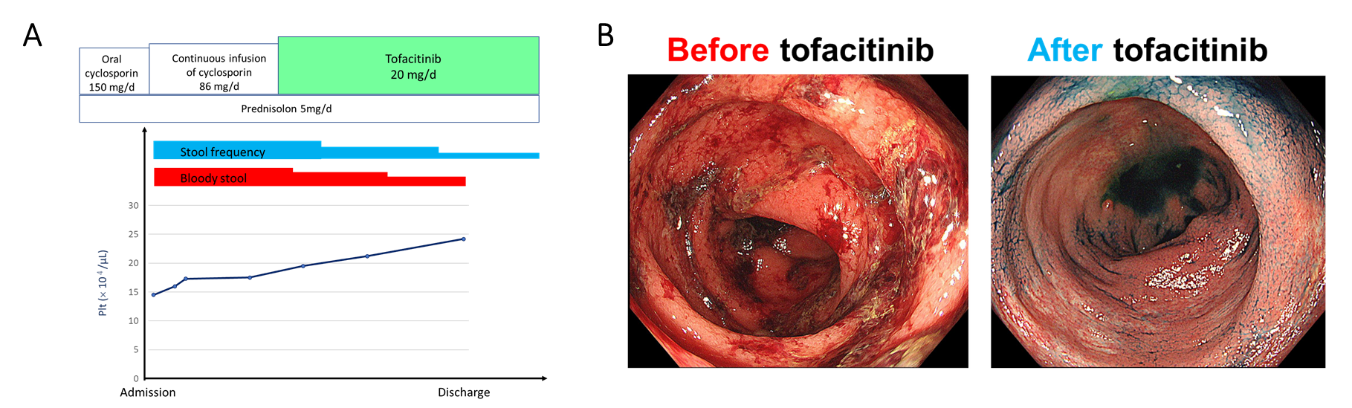 A
Oral
cyclosporin
150 mg/d
Continuous infusion
of cyclosporin
86 mg/d
Tofacitinib
20 mg/d
Prednisolon 5mg/d
Stool frequency
Bloody stool
Plt (× 10⁴/μL)
30
25
20
15
10
5
0
Admission
Discharge
B
Before tofacitinib
After tofacitinib